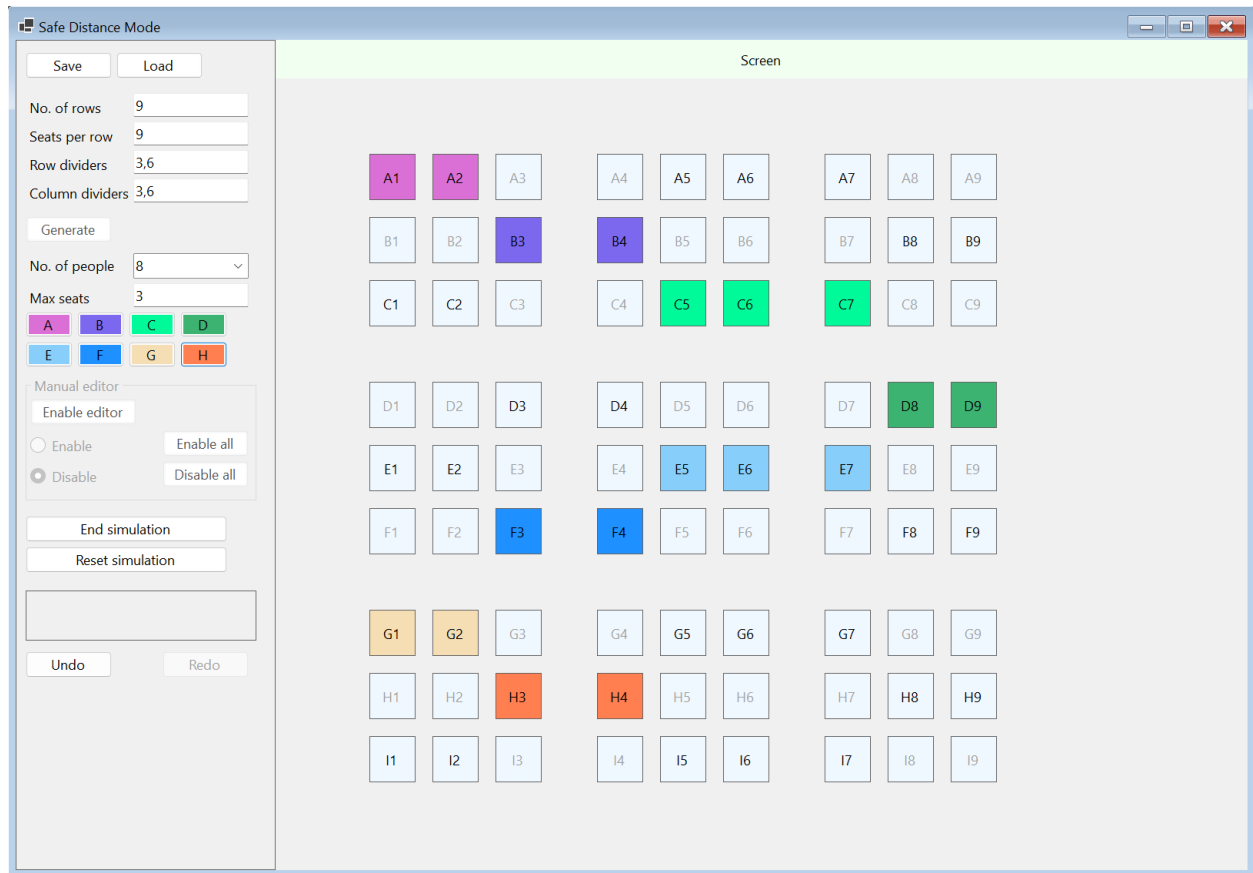 Safe Distance Mode
Save Load
Screen
No. of rows 9
Seats per row 9
Row dividers 3,6
Column dividers 3,6
Generate
No. of people 8
Max seats 3
A B C D
E F G H
Manual editor
Enable editor
Enable Enable all
Disable Disable all
End simulation
Reset simulation
Undo Redo
A1 A2 A3 A4 A5 A6 A7 A8 A9
B1 B2 B3 B4 B5 B6 B7 B8 B9
C1 C2 C3 C4 C5 C6 C7 C8 C9
D1 D2 D3 D4 D5 D6 D7 D8 D9
E1 E2 E3 E4 E5 E6 E7 E8 E9
F1 F2 F3 F4 F5 F6 F7 F8 F9
G1 G2 G3 G4 G5 G6 G7 G8 G9
H1 H2 H3 H4 H5 H6 H7 H8 H9
I1 I2 I3 I4 I5 I6 I7 I8 I9